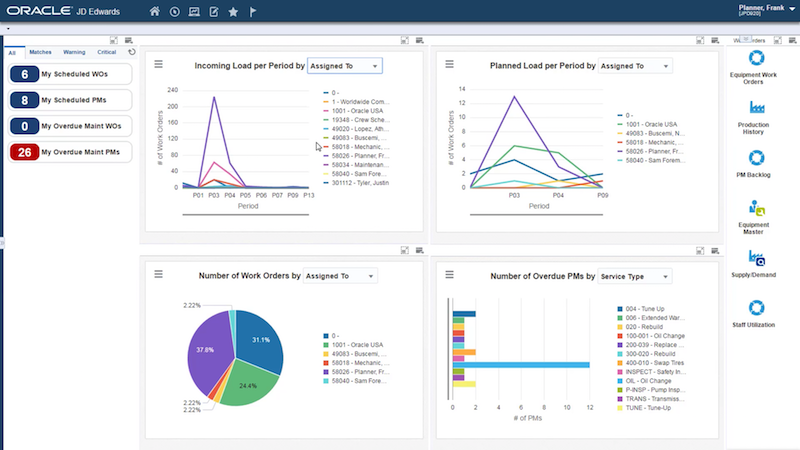 ORACLE
JD Edwards
Planner, Frank
[JPD920]
All
Matches
Warning
Critical
6 My Scheduled WOs
8 My Scheduled PMs
0 My Overdue Maint WOs
26 My Overdue Maint PMs
Incoming Load per Period by Assigned To
# of Work Orders
240
200
160
120
80
40
0
P01 P03 P04 P05 P06 P07 P09 P13
Period
0 -
1 - Worldwide Com...
1001 - Oracle USA
19348 - Crew Sche...
49020 - Lopez, Ath...
49083 - Buscemi, ...
58018 - Mechanic, ...
58026 - Planner, Fr...
58034 - Maintenan...
58040 - Sam Fore...
301112 - Tyler, Justin
Planned Load per Period by Assigned To
# of Work Orders
14
12
10
8
6
4
2
0
P03 P04 P09
Period
0 -
1001 - Oracle USA
49083 - Buscemi, N...
58018 - Mechanic, ...
58026 - Planner, Fra...
58040 - Sam Forem...
Number of Work Orders by Assigned To
2.22%
31.1%
37.8%
24.4%
2.22%
2.22%
0 -
1001 - Oracle USA
49083 - Buscemi, ...
58018 - Mechanic, ...
58026 - Planner, Fr...
58040 - Sam Fore...
Number of Overdue PMs by Service Type
0 2 4 6 8 10 12
# of PMs
004 - Tune Up
006 - Extended War...
020 - Rebuild
100-001 - Oil Change
200-039 - Replace ...
300-020 - Rebuild
400-010 - Swap Tires
INSPECT - Safety In...
OIL - Oil Change
P-INSP - Pump Insp...
TRANS - Transmiss...
TUNE - Tune-Up
Equipment Work
Orders
Production
History
PM Backlog
Equipment
Master
Supply/Demand
Staff Utilization